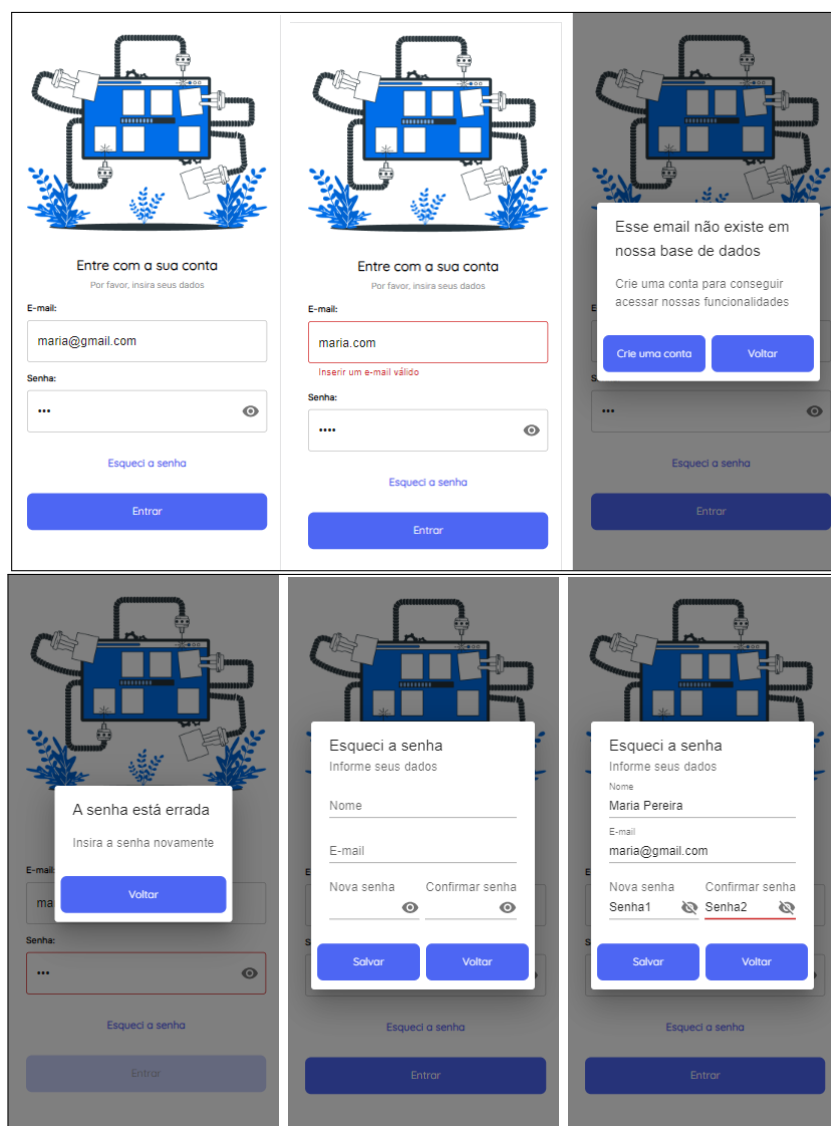 Entre com a sua conta
Por favor, insira seus dados
E-mail:
maria@gmail.com
Senha:
•••
Esqueci a senha
Entrar
Entre com a sua conta
Por favor, insira seus dados
E-mail:
maria.com
Inserir um e-mail válido
Senha:
••••
Esqueci a senha
Entrar
Esse email não existe em
nossa base de dados
Crie uma conta para conseguir
acessar nossas funcionalidades
Crie uma conta
Voltar
•••
Esqueci a senha
Entrar
A senha está errada
Insira a senha novamente
Voltar
E-mail:
ma
Senha:
•••
Esqueci a senha
Entrar
Esqueci a senha
Informe seus dados
Nome
E-mail
Nova senha
Confirmar senha
Salvar
Voltar
Esqueci a senha
Entrar
Esqueci a senha
Informe seus dados
Nome
Maria Pereira
E-mail
maria@gmail.com
Nova senha
Confirmar senha
Senha1
Senha2
Salvar
Voltar
Esqueci a senha
Entrar